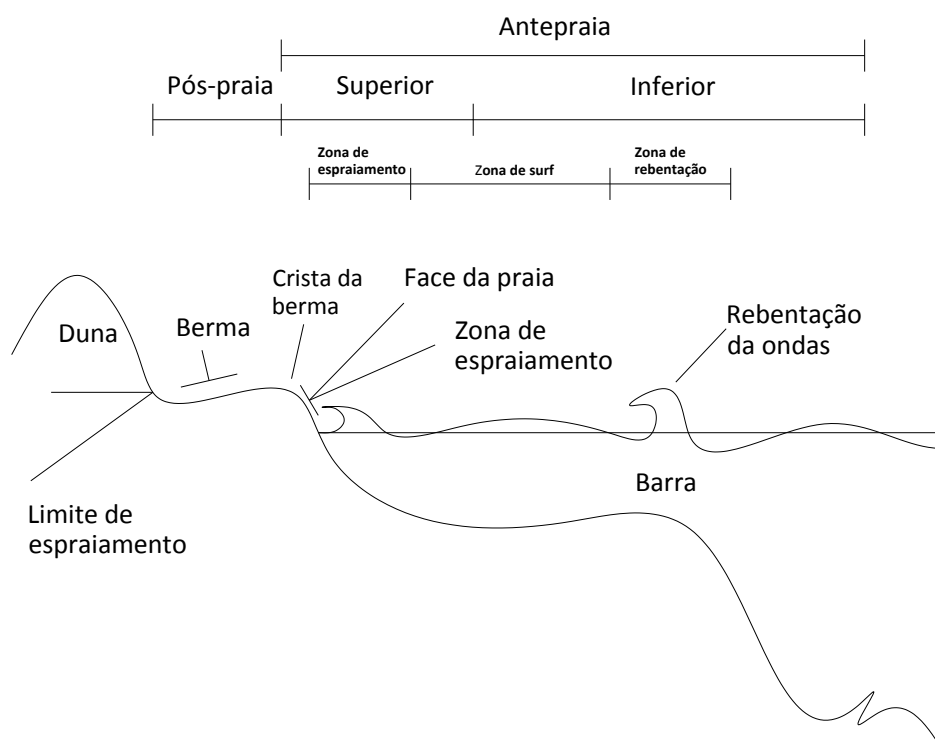 Antepraia
Pós-praia
Superior
Inferior
Zona de
espraiamento
Zona de surf
Zona de
rebentação
Crista da
berma
Face da praia
Duna
Berma
Zona de
espraiamento
Rebentação
da ondas
Barra
Limite de
espraiamento